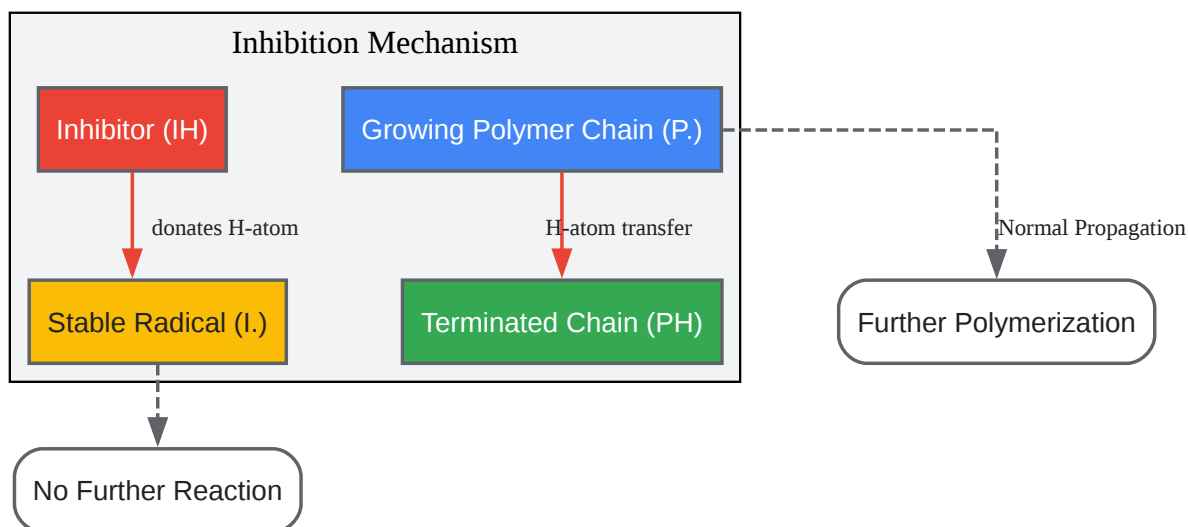 Inhibition Mechanism
Inhibitor (IH)
Growing Polymer Chain (P.)
donates H-atom
H-atom transfer
Normal Propagation
Stable Radical (I.)
Terminated Chain (PH)
Further Polymerization
No Further Reaction